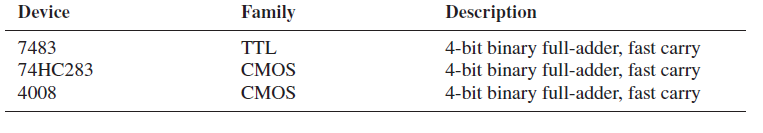 Device Family Description
7483 TTL 4-bit binary full-adder, fast carry
74HC283 CMOS 4-bit binary full-adder, fast carry
4008 CMOS 4-bit binary full-adder, fast carry